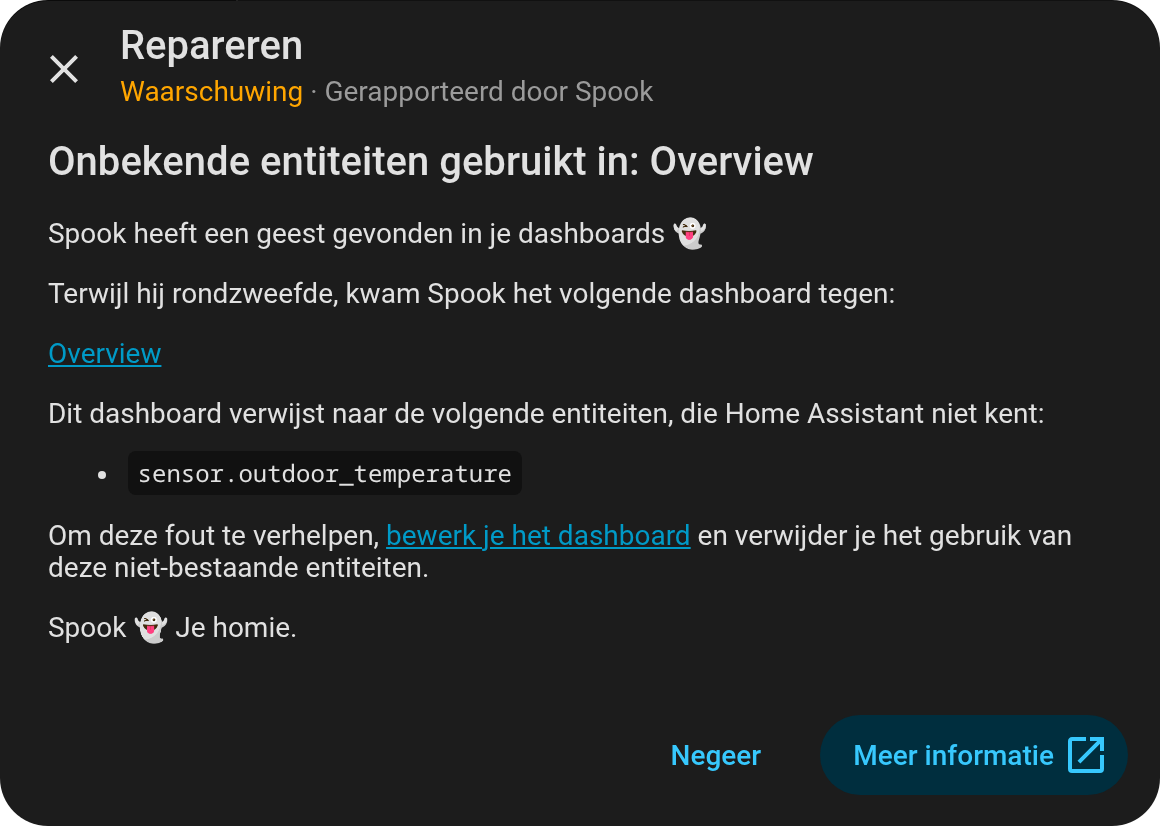 Repareren
Waarschuwing · Gerapporteerd door Spook
Onbekende entiteiten gebruikt in: Overview
Spook heeft een geest gevonden in je dashboards 👻
Terwijl hij rondzweefde, kwam Spook het volgende dashboard tegen:
Overview
Dit dashboard verwijst naar de volgende entiteiten, die Home Assistant niet kent:
• sensor.outdoor_temperature
Om deze fout te verhelpen, bewerk je het dashboard en verwijder je het gebruik van
deze niet-bestaande entiteiten.
Spook 👻 Je homie.
Negeer
Meer informatie